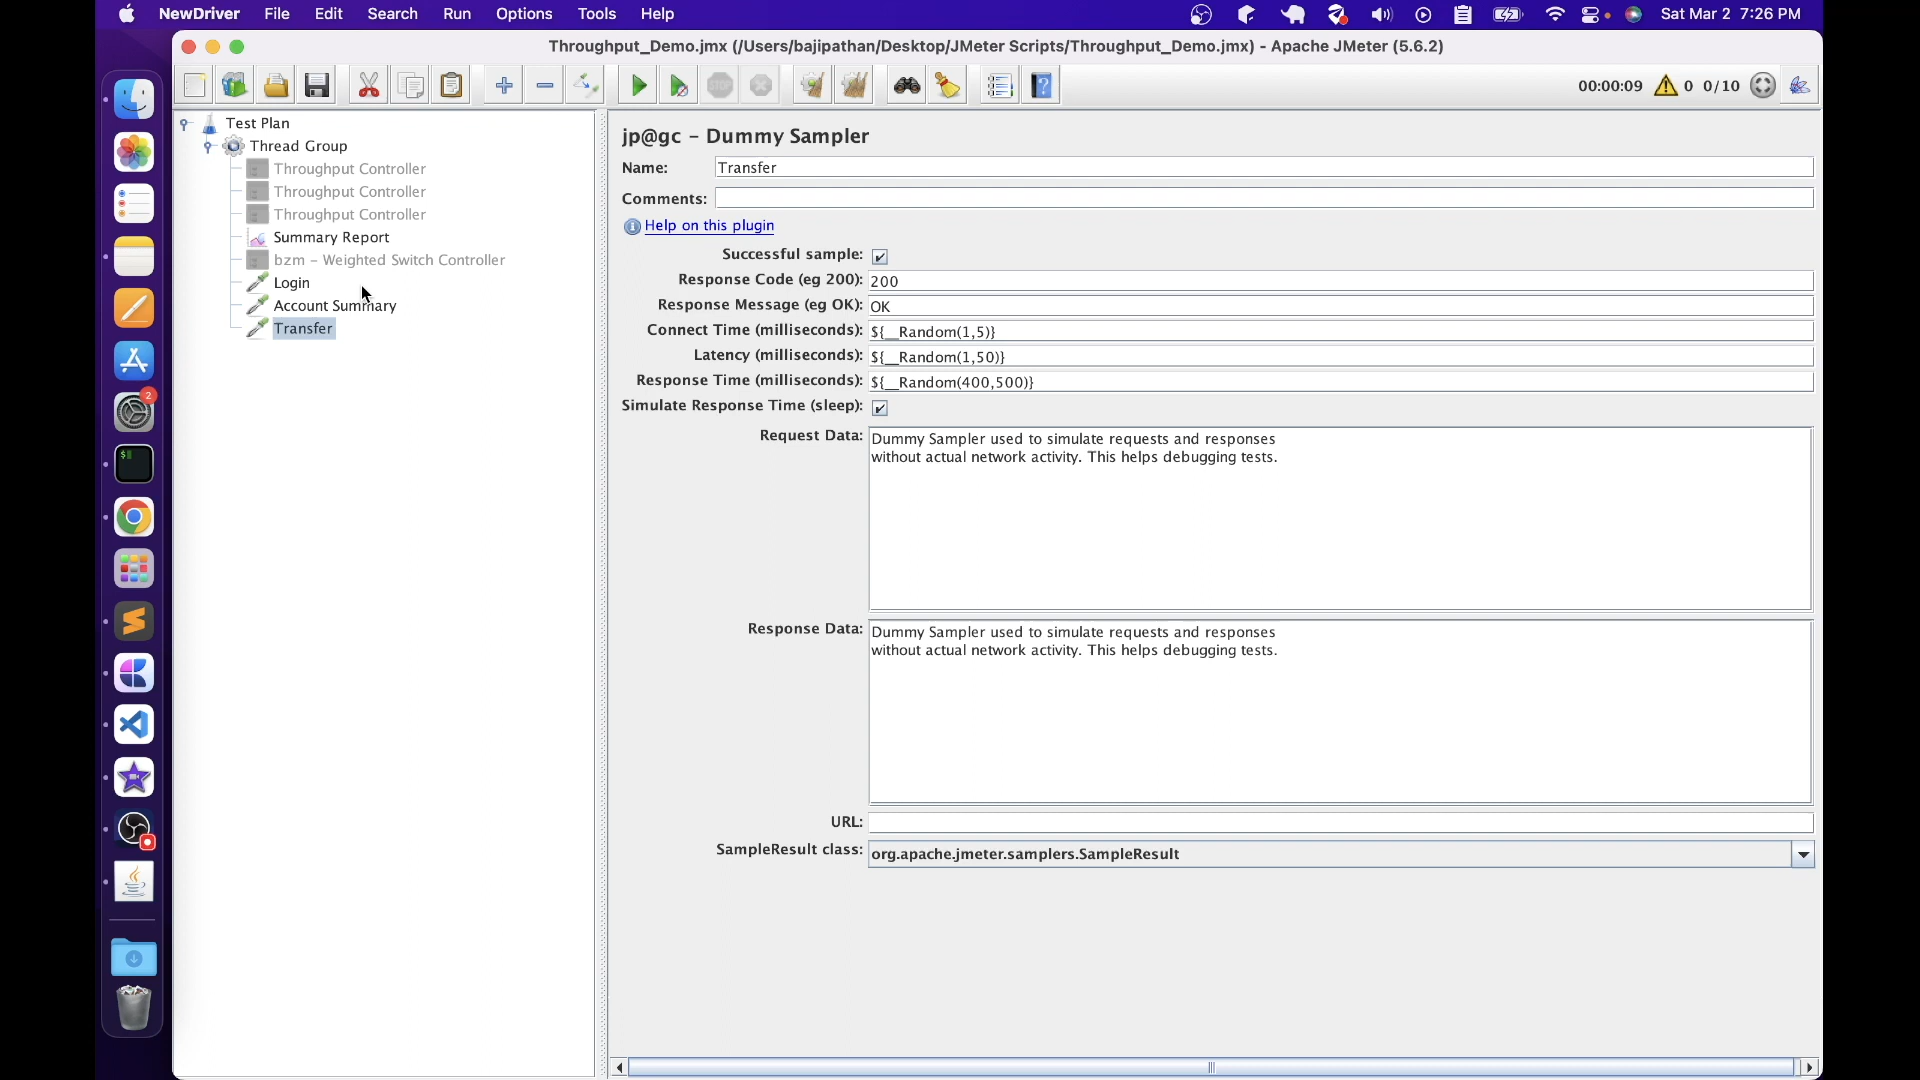 NewDriver File Edit Search Run Options Tools Help Sat Mar 2 7:26 PM
Throughput_Demo.jmx (/Users/bajipathan/Desktop/JMeter Scripts/Throughput_Demo.jmx) - Apache JMeter (5.6.2)
00:00:09 0 0/10
Test Plan
Thread Group
Throughput Controller
Throughput Controller
Throughput Controller
Summary Report
bzm - Weighted Switch Controller
Login
Account Summary
Transfer
2
jp@gc - Dummy Sampler
Name: Transfer
Comments:
Help on this plugin
Successful sample:
Response Code (eg 200): 200
Response Message (eg OK): OK
Connect Time (milliseconds): ${__Random(1,5)}
Latency (milliseconds): ${__Random(1,50)}
Response Time (milliseconds): ${__Random(400,500)}
Simulate Response Time (sleep):
Request Data: Dummy Sampler used to simulate requests and responses
without actual network activity. This helps debugging tests.
Response Data: Dummy Sampler used to simulate requests and responses
without actual network activity. This helps debugging tests.
URL:
SampleResult class: org.apache.jmeter.samplers.SampleResult